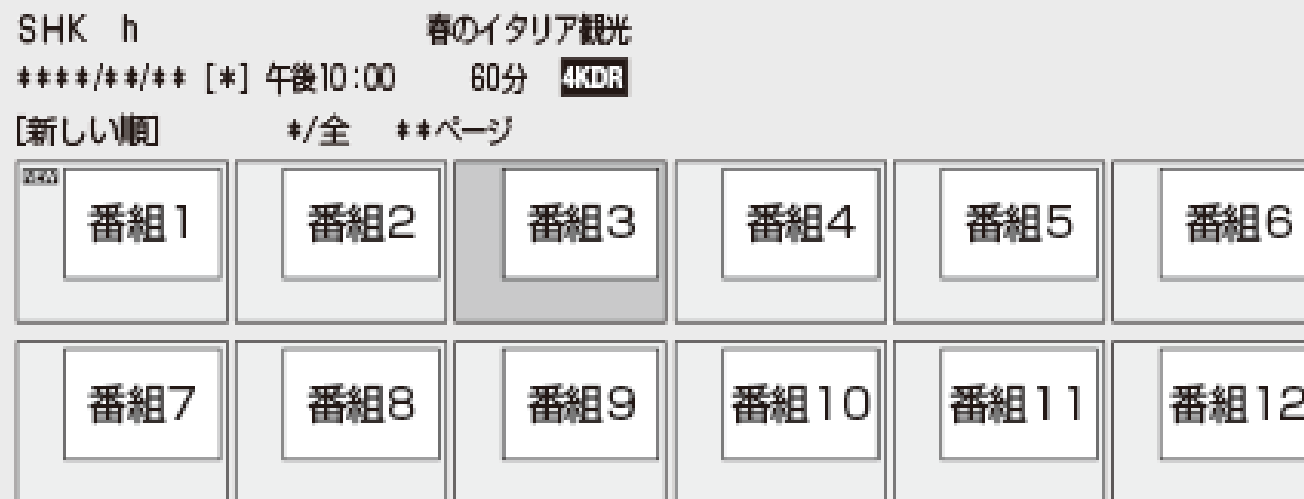 SHK h 春のイタリア観光
****/**/** [*] 午後10:00 60分 4KDR
[新しい順] */全 **ページ
番組1 番組2 番組3 番組4 番組5 番組6
番組7 番組8 番組9 番組10 番組11 番組12